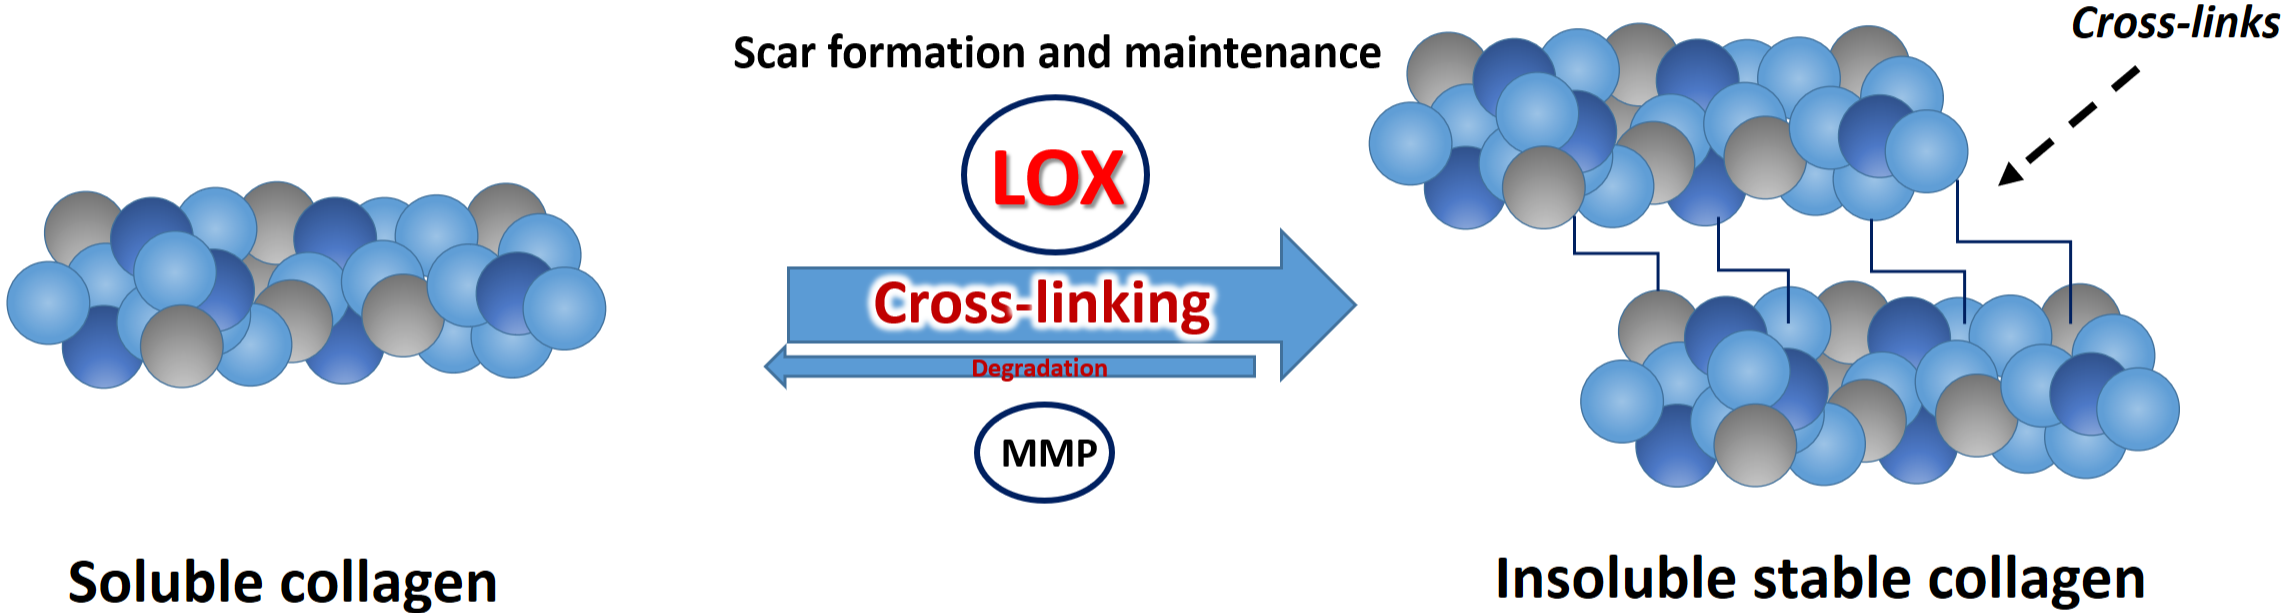 Cross-links
Scar formation and maintenance
LOX
Cross-linking
Degradation
MMP
Soluble collagen
Insoluble stable collagen